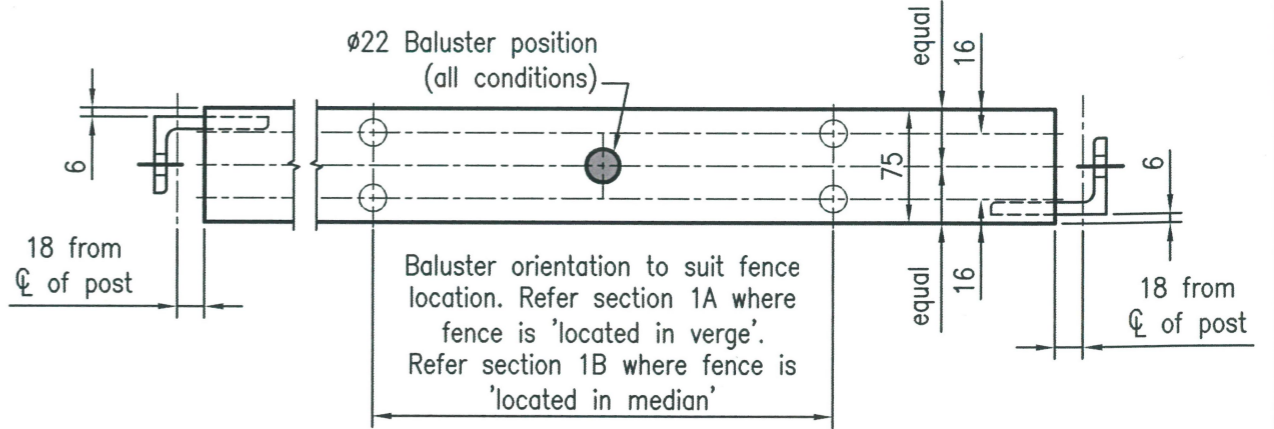 ø22 Baluster position
(all conditions)
equal
16
6
75
6
18 from
℄ of post
Baluster orientation to suit fence
location. Refer section 1A where
fence is 'located in verge'.
Refer section 1B where fence is
'located in median'
equal
16
18 from
℄ of post